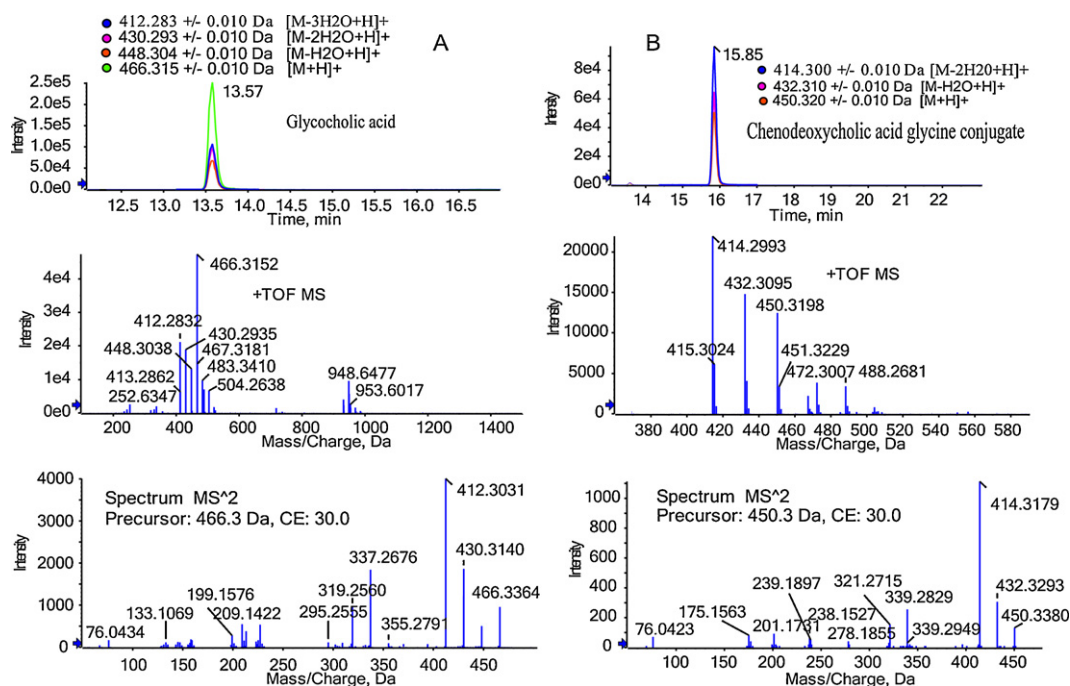 412.283 +/- 0.010 Da [M-3H2O+H]+
430.293 +/- 0.010 Da [M-2H2O+H]+
448.304 +/- 0.010 Da [M-H2O+H]+
466.315 +/- 0.010 Da [M+H]+
A
2.5e5
2.0e5
1.5e5
1.0e5
5.0e4
0.0e0
Intensity
13.57
Glycocholic acid
12.5 13.0 13.5 14.0 14.5 15.0 15.5 16.0 16.5
Time, min
4e4
3e4
2e4
1e4
0e0
Intensity
466.3152
+TOF MS
412.2832
430.2935
448.3038
467.3181
413.2862
483.3410
252.6347
504.2638
948.6477
953.6017
200 400 600 800 1000 1200 1400
Mass/Charge, Da
4000
3000
2000
1000
0
Intensity
Spectrum MS^2
Precursor: 466.3 Da, CE: 30.0
412.3031
337.2676
430.3140
319.2560
199.1576
466.3364
133.1069
209.1422
295.2555
355.2791
76.0434
100 150 200 250 300 350 400 450
Mass/Charge, Da
B
15.85
414.300 +/- 0.010 Da [M-2H20+H]+
432.310 +/- 0.010 Da [M-H2O+H]+
450.320 +/- 0.010 Da [M+H]+
8e4
6e4
4e4
2e4
0e0
Intensity
Chenodeoxycholic acid glycine conjugate
14 15 16 17 18 19 20 21 22
Time, min
20000
15000
10000
5000
0
Intensity
414.2993
+TOF MS
432.3095
450.3198
415.3024
451.3229
472.3007
488.2681
380 400 420 440 460 480 500 520 540 560 580
Mass/Charge, Da
1000
800
600
400
200
0
Intensity
Spectrum MS^2
Precursor: 450.3 Da, CE: 30.0
414.3179
321.2715
239.1897
339.2829
432.3293
175.1563
238.1527
450.3380
76.0423
201.1731
278.1855
339.2949
100 150 200 250 300 350 400 450
Mass/Charge, Da